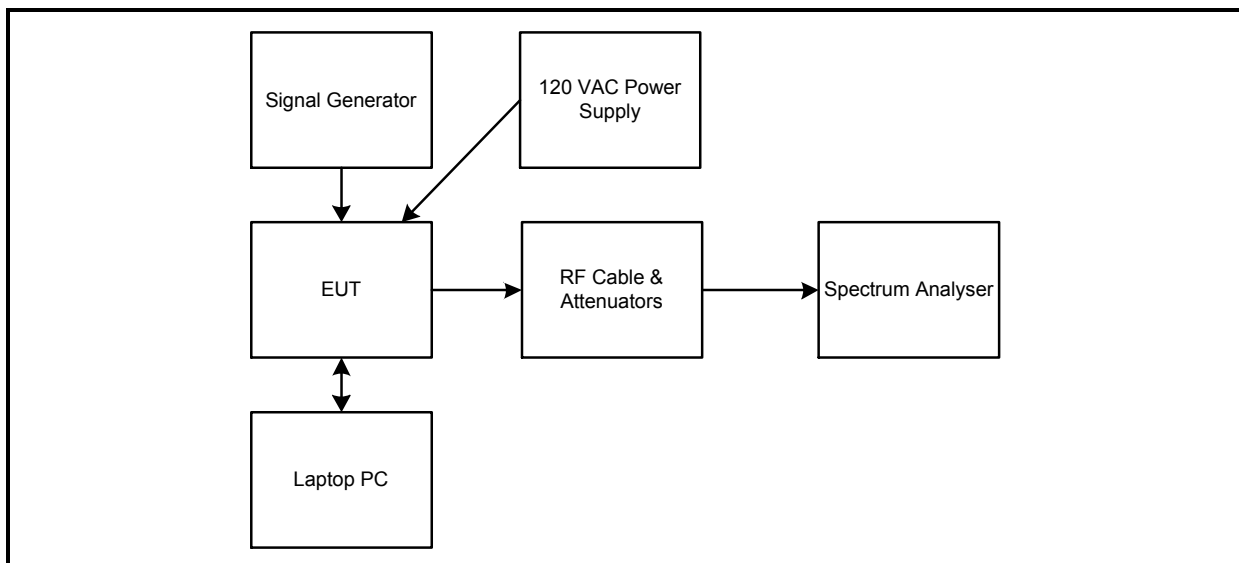 Signal Generator
120 VAC Power
Supply
EUT
RF Cable &
Attenuators
Spectrum Analyser
Laptop PC